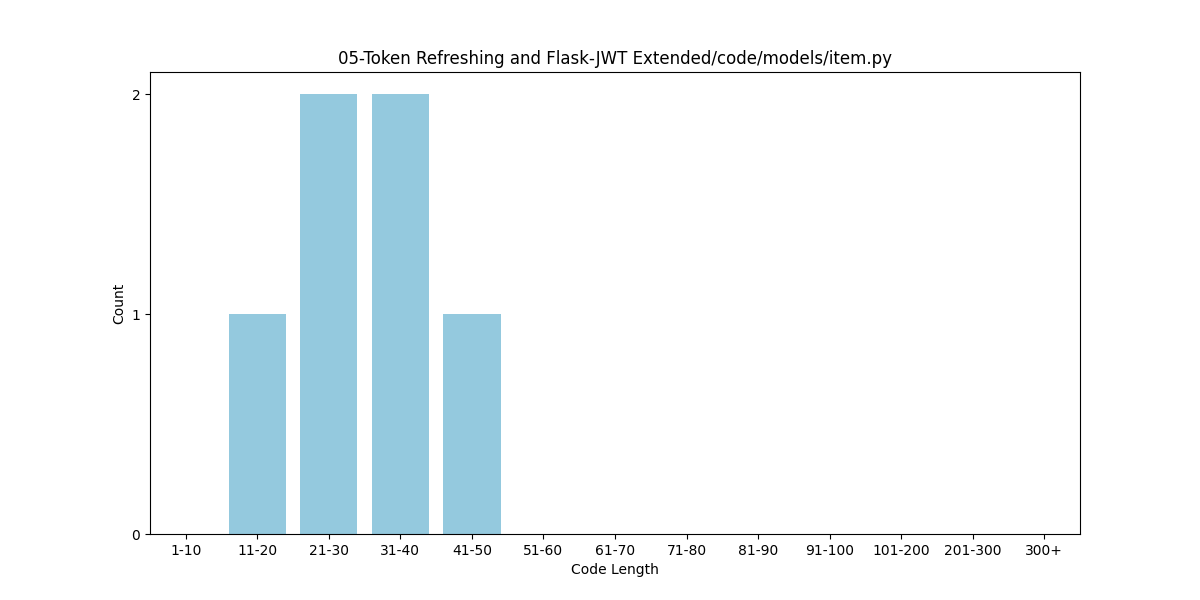 05-Token Refreshing and Flask-JWT Extended/code/models/item.py
Count
2
1
0
1-10 11-20 21-30 31-40 41-50 51-60 61-70 71-80 81-90 91-100 101-200 201-300 300+
Code Length